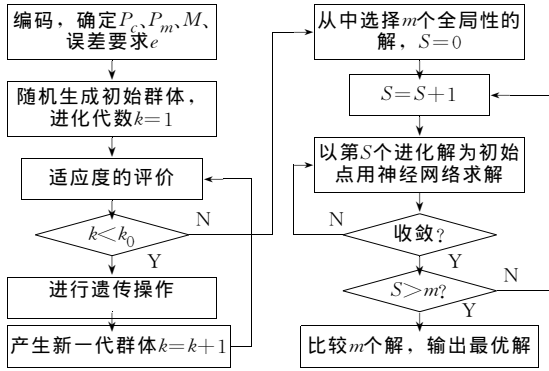 编码，确定Pc、Pm、M、
误差要求e
随机生成初始群体，
进化代数k=1
适应度的评价
k<k0
N
Y
进行遗传操作
产生新一代群体k=k+1
从中选择m个全局性的
解，S=0
S=S+1
以第S个进化解为初始
点用神经网络求解
N
收敛？
Y
S>m?
N
Y
比较m个解，输出最优解